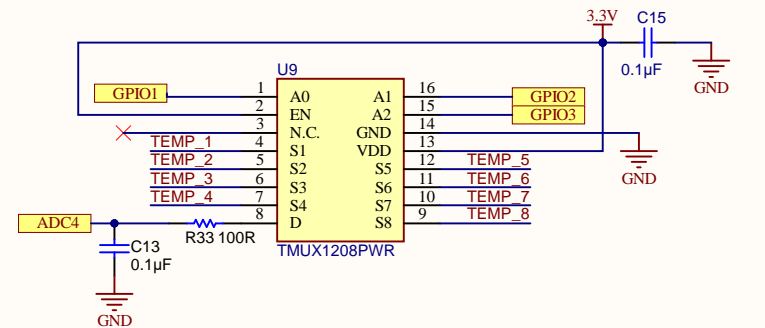 3.3V
C15
0.1µF
GND
U9
GPIO1
1
A0
A1
16
GPIO2
2
EN
A2
15
GPIO3
3
N.C.
GND
14
TEMP_1
4
S1
VDD
13
GND
TEMP_2
5
S2
S5
12
TEMP_5
TEMP_3
6
S3
S6
11
TEMP_6
TEMP_4
7
S4
S7
10
TEMP_7
ADC4
8
D
S8
9
TEMP_8
R33 100R
C13
0.1µF
TMUX1208PWR
GND